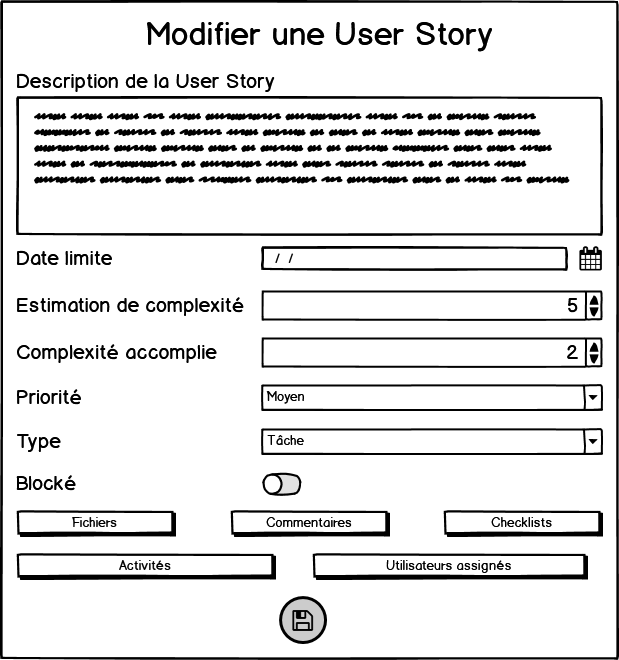 Modifier une User Story
Description de la User Story
Date limite
/ /
Estimation de complexité
5
Complexité accomplie
2
Priorité
Moyen
Type
Tâche
Blocké
Fichiers
Commentaires
Checklists
Activités
Utilisateurs assignés